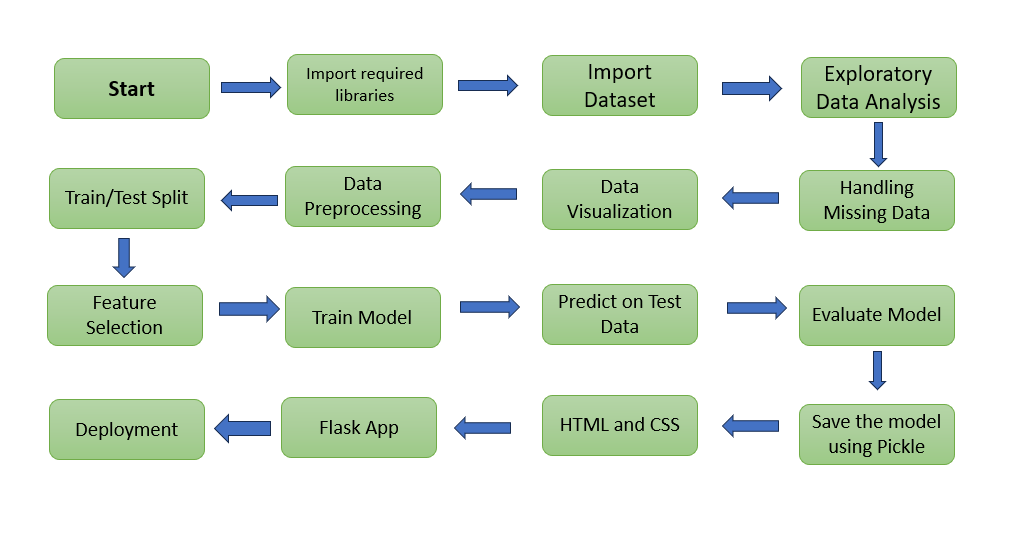 Start
Import required
libraries
Import
Dataset
Exploratory
Data Analysis
Train/Test Split
Data
Preprocessing
Data
Visualization
Handling
Missing Data
Feature
Selection
Train Model
Predict on Test
Data
Evaluate Model
Deployment
Flask App
HTML and CSS
Save the model
using Pickle